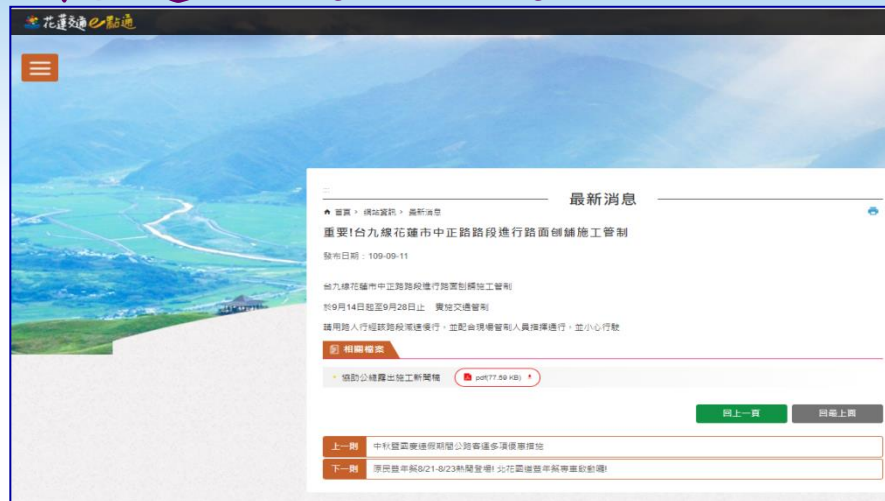 花蓮交通e點通
最新消息
首頁 › 網站資訊 › 最新消息
重要!台九線花蓮市中正路路段進行路面刨鋪施工管制
發布日期:109-09-11
台九線花蓮市中正路路段進行路面刨鋪施工管制
於9月14日起至9月28日止 實施交通管制
請用路人行經該路段減速慢行,並配合現場管制人員指揮通行,並小心行駛
相關檔案
協助公總露出施工新聞稿 pdf(77.59 KB)
回上一頁 回最上面
上一則 中秋暨國慶連假期間公路客運多項優惠措施
下一則 原民豐年祭8/21-8/23熱鬧登場! 北花國道豐年祭專車啟動囉!